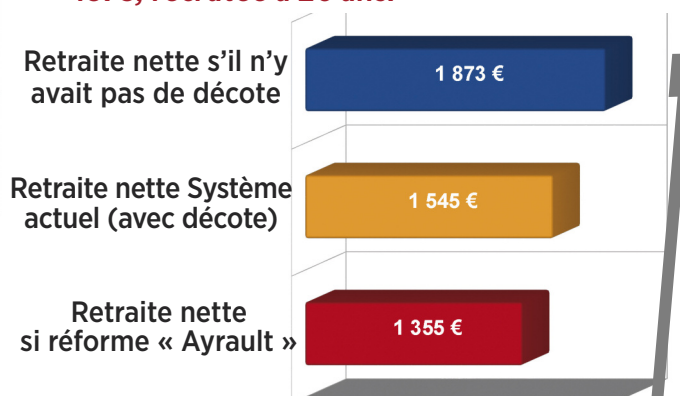 Retraite nette s’il n’y
avait pas de décote
1 873 €
Retraite nette Système
actuel (avec décote)
1 545 €
Retraite nette
si réforme « Ayrault »
1 355 €